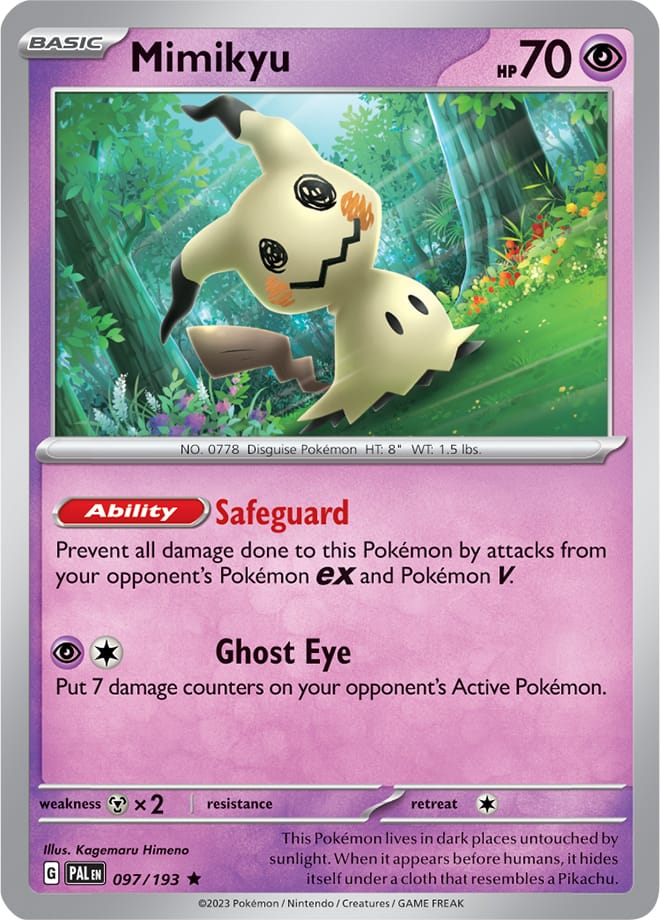 BASIC
Mimikyu
HP 70
NO. 0778 Disguise Pokémon HT: 8" WT: 1.5 lbs.
Ability Safeguard
Prevent all damage done to this Pokémon by attacks from
your opponent's Pokémon ex and Pokémon V.
Ghost Eye
Put 7 damage counters on your opponent's Active Pokémon.
weakness ×2 resistance retreat
Illus. Kagemaru Himeno
G PAL EN 097/193 ★
This Pokémon lives in dark places untouched by
sunlight. When it appears before humans, it hides
itself under a cloth that resembles a Pikachu.
©2023 Pokémon / Nintendo / Creatures / GAME FREAK